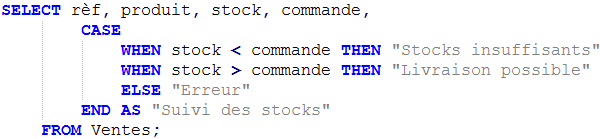 SELECT rèf, produit, stock, commande,
CASE
WHEN stock < commande THEN "Stocks insuffisants"
WHEN stock > commande THEN "Livraison possible"
ELSE "Erreur"
END AS "Suivi des stocks"
FROM Ventes;